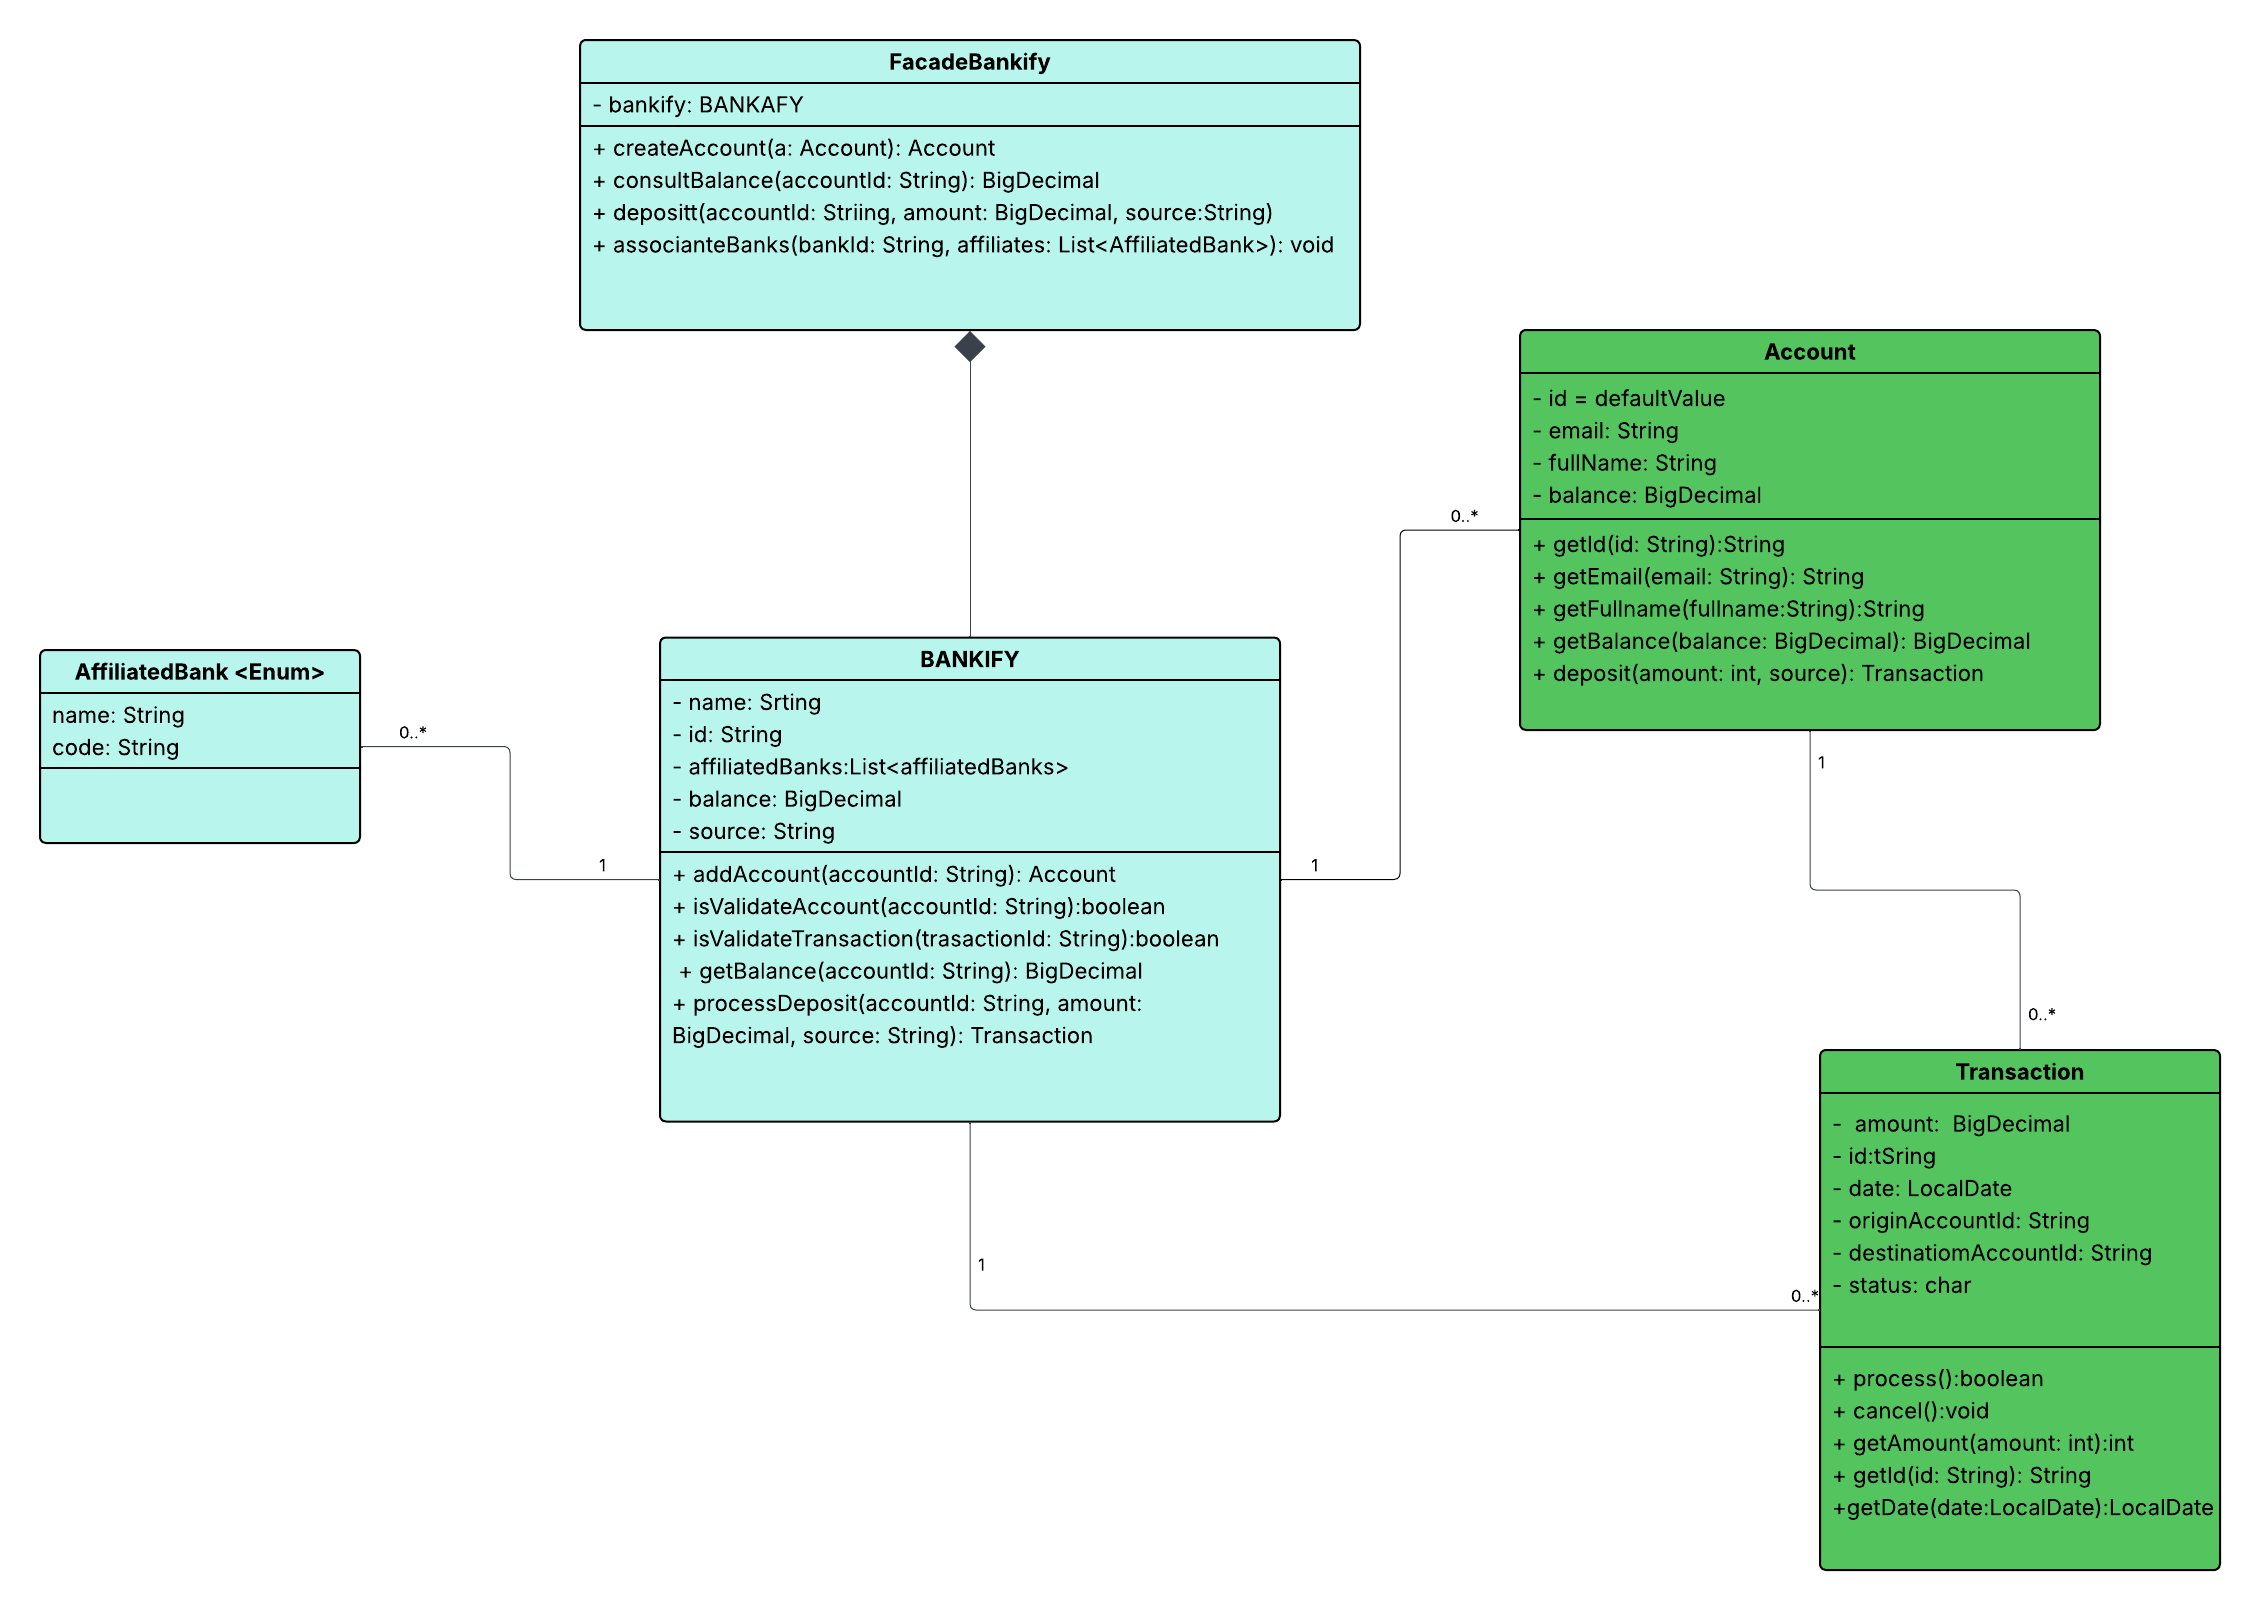 FacadeBankify
- bankify: BANKAFY
+ createAccount(a: Account): Account
+ consultBalance(accountId: String): BigDecimal
+ depositt(accountId: Striing, amount: BigDecimal, source:String)
+ associanteBanks(bankId: String, affiliates: List<AffiliatedBank>): void
Account
- id = defaultValue
- email: String
- fullName: String
- balance: BigDecimal
+ getId(id: String):String
+ getEmail(email: String): String
+ getFullname(fullname:String):String
+ getBalance(balance: BigDecimal): BigDecimal
+ deposit(amount: int, source): Transaction
AffiliatedBank <Enum>
name: String
code: String
0..*
1
BANKIFY
- name: Srting
- id: String
- affiliatedBanks:List<affiliatedBanks>
- balance: BigDecimal
- source: String
+ addAccount(accountId: String): Account
+ isValidateAccount(accountId: String):boolean
+ isValidateTransaction(trasactionId: String):boolean
+ getBalance(accountId: String): BigDecimal
+ processDeposit(accountId: String, amount:
BigDecimal, source: String): Transaction
1
0..*
1
0..*
1
0..*
Transaction
- amount: BigDecimal
- id:tSring
- date: LocalDate
- originAccountId: String
- destinatiomAccountId: String
- status: char
+ process():boolean
+ cancel():void
+ getAmount(amount: int):int
+ getId(id: String): String
+getDate(date:LocalDate):LocalDate